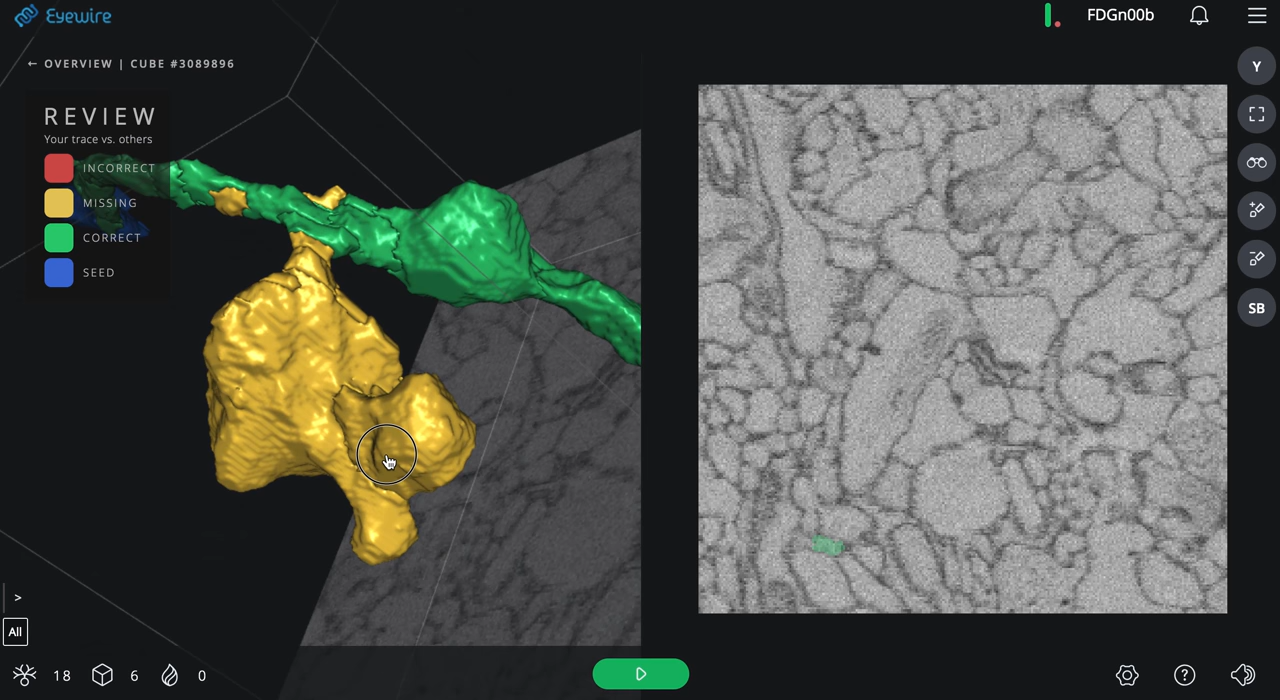 Eyewire
FDGn00b
← OVERVIEW | CUBE #3089896
Y
REVIEW
Your trace vs. others
INCORRECT
MISSING
CORRECT
SEED
SB
>
All
18
6
0
?